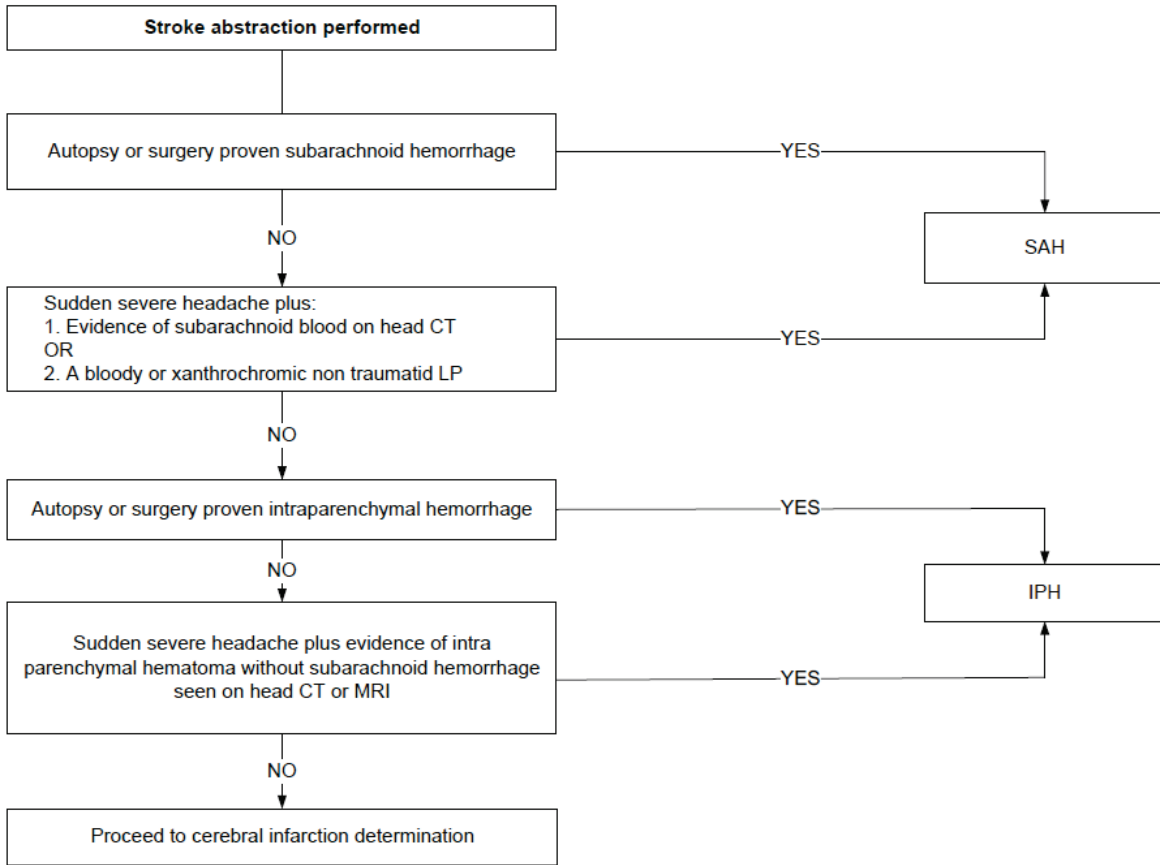 Stroke abstraction performed
Autopsy or surgery proven subarachnoid hemorrhage
YES
SAH
NO
Sudden severe headache plus:
1. Evidence of subarachnoid blood on head CT
OR
2. A bloody or xanthrochromic non traumatid LP
YES
NO
Autopsy or surgery proven intraparenchymal hemorrhage
YES
IPH
NO
Sudden severe headache plus evidence of intra
parenchymal hematoma without subarachnoid hemorrhage
seen on head CT or MRI
YES
NO
Proceed to cerebral infarction determination